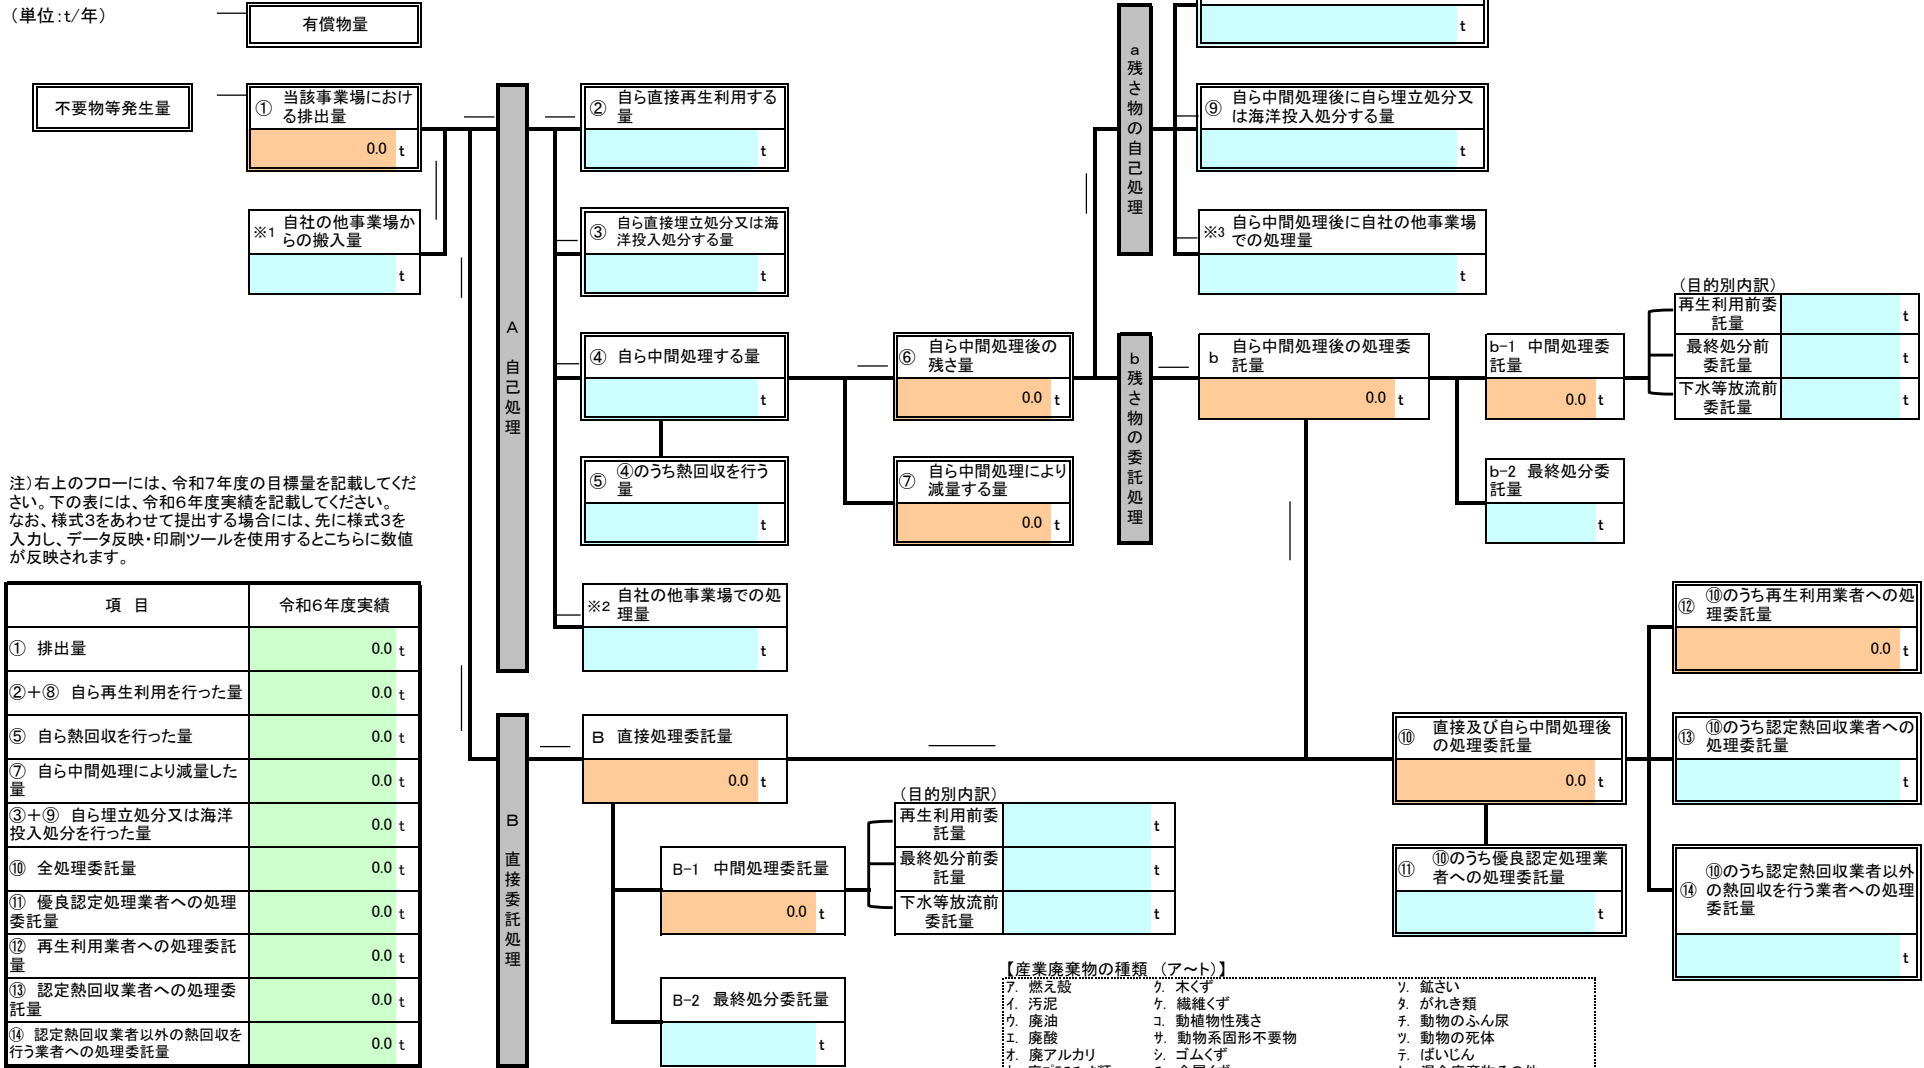 （単位：t/年）
有償物量
t
不要物等発生量
① 当該事業場におけ
る排出量
0.0 t
② 自ら直接再生利用する
量
t
⑨ 自ら中間処理後に自ら埋立処分又
は海洋投入処分する量
t
a 残さ物の自己処理
※1 自社の他事業場か
らの搬入量
t
③ 自ら直接埋立処分又は海
洋投入処分する量
t
※3 自ら中間処理後に自社の他事業場
での処理量
t
A 自己処理
④ 自ら中間処理する量
t
⑥ 自ら中間処理後の
残さ量
0.0 t
b 残さ物の委託処理
b 自ら中間処理後の処理委
託量
0.0 t
b-1 中間処理委
託量
0.0 t
（目的別内訳）
再生利用前委
託量
t
最終処分前
委託量
t
下水等放流前
委託量
t
⑤ ④のうち熱回収を行う
量
t
⑦ 自ら中間処理により
減量する量
0.0 t
b-2 最終処分委
託量
t
注）右上のフローには、令和７年度の目標量を記載してくだ
さい。下の表には、令和６年度実績を記載してください。
なお、様式３をあわせて提出する場合には、先に様式３を
入力し、データ反映・印刷ツールを使用するとこちらに数値
が反映されます。
※2 自社の他事業場での処
理量
t
項 目 令和６年度実績
① 排出量 0.0 t
②＋⑧ 自ら再生利用を行った量 0.0 t
⑤ 自ら熱回収を行った量 0.0 t
⑦ 自ら中間処理により減量した
量 0.0 t
③＋⑨ 自ら埋立処分又は海洋
投入処分を行った量 0.0 t
⑩ 全処理委託量 0.0 t
⑪ 優良認定処理業者への処理
委託量 0.0 t
⑫ 再生利用業者への処理委託
量 0.0 t
⑬ 認定熱回収業者への処理委
託量 0.0 t
⑭ 認定熱回収業者以外の熱回収を
行う業者への処理委託量 0.0 t
B 直接委託処理
B 直接処理委託量
0.0 t
（目的別内訳）
再生利用前委
託量
t
最終処分前委
託量
t
下水等放流前
委託量
t
B-1 中間処理委託量
0.0 t
B-2 最終処分委託量
t
⑩ 直接及び自ら中間処理後
の処理委託量
0.0 t
⑪ ⑩のうち優良認定処理業
者への処理委託量
t
⑫ ⑩のうち再生利用業者への処
理委託量
0.0 t
⑬ ⑩のうち認定熱回収業者への
処理委託量
t
⑭ ⑩のうち認定熱回収業者以外
の熱回収を行う業者への処理
委託量
t
【産業廃棄物の種類 （ア～ト）】
ｱ. 燃え殻 ｸ. 木くず ｿ. 鉱さい
ｲ. 汚泥 ｹ. 繊維くず ﾀ. がれき類
ｳ. 廃油 ｺ. 動植物性残さ ﾁ. 動物のふん尿
ｴ. 廃酸 ｻ. 動物系固形不要物 ﾂ. 動物の死体
ｵ. 廃アルカリ ｼ. ゴムくず ﾃ. ばいじん